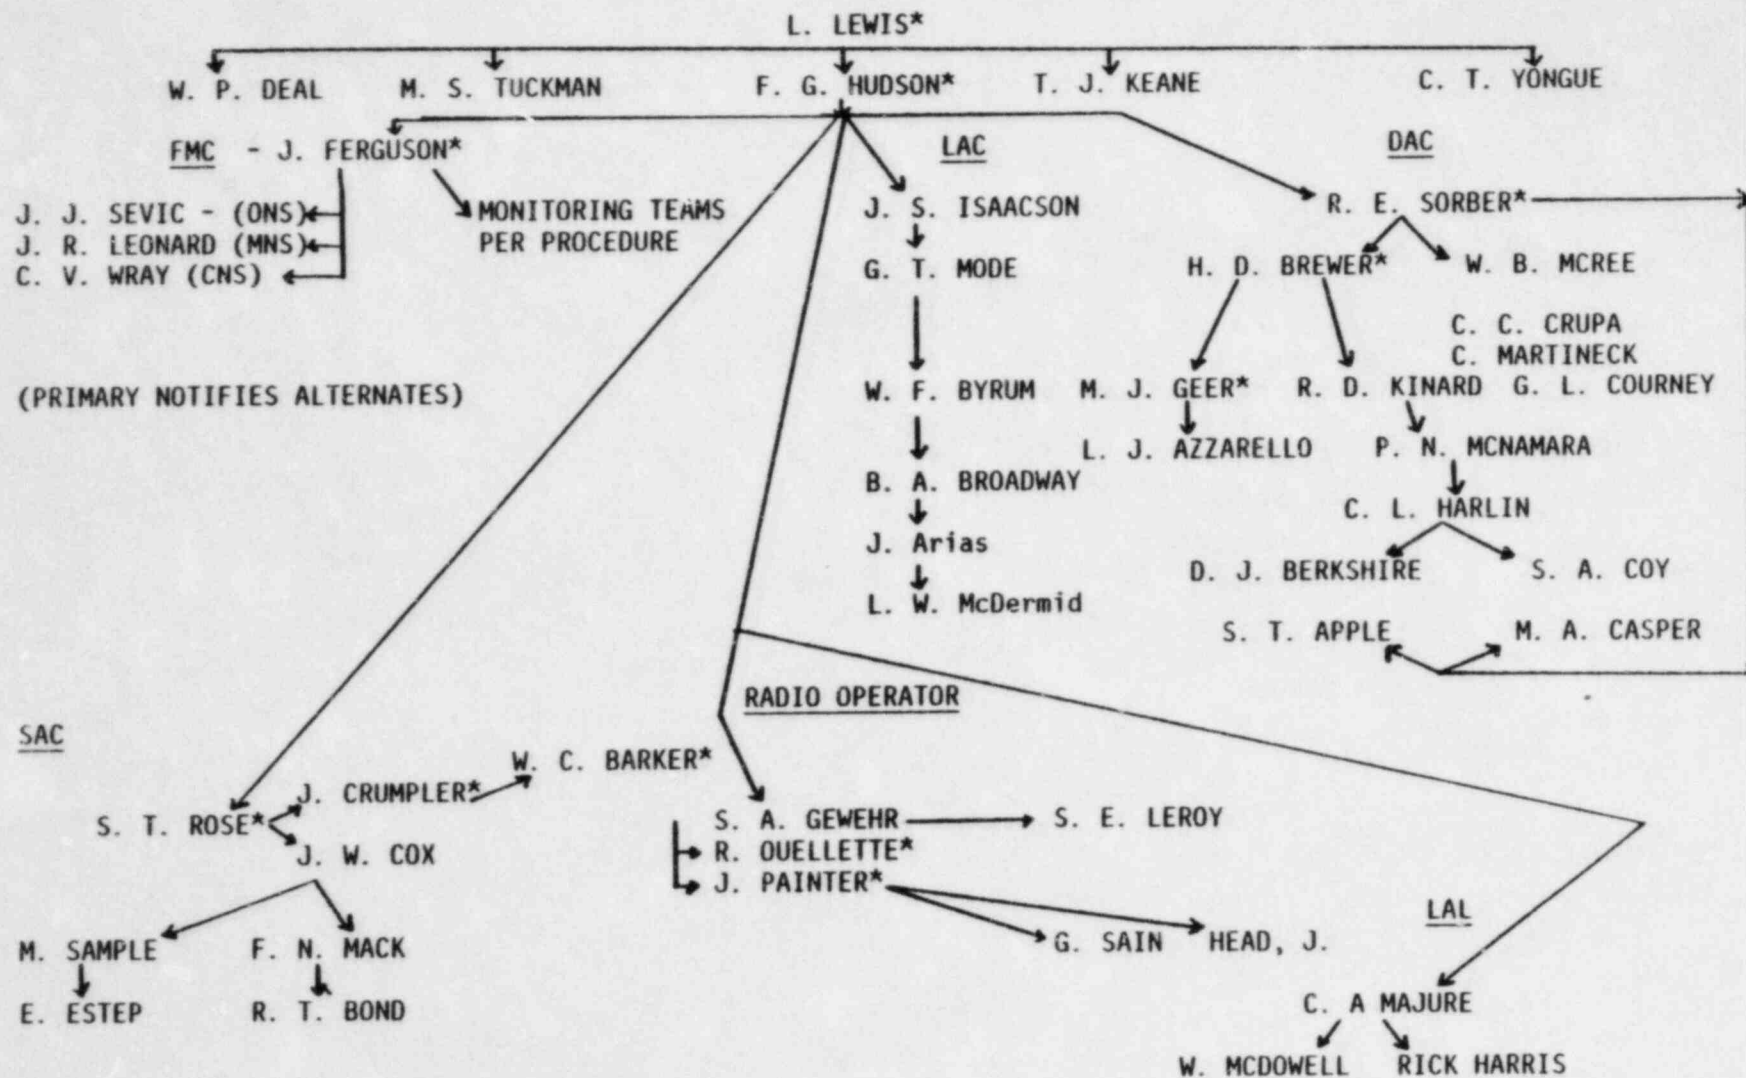 L. LEWIS*
W. P. DEAL M. S. TUCKMAN F. G. HUDSON* T. J. KEANE C. T. YONGUE
FMC - J. FERGUSON* LAC DAC
J. J. SEVIC - (ONS) MONITORING TEAMS J. S. ISAACSON R. E. SORBER*
J. R. LEONARD (MNS) PER PROCEDURE
C. V. WRAY (CNS) G. T. MODE H. D. BREWER* W. B. MCREE
C. C. CRUPA
C. MARTINECK
(PRIMARY NOTIFIES ALTERNATES) W. F. BYRUM M. J. GEER* R. D. KINARD G. L. COURNEY
L. J. AZZARELLO P. N. MCNAMARA
B. A. BROADWAY
C. L. HARLIN
J. Arias
D. J. BERKSHIRE S. A. COY
L. W. McDermid
S. T. APPLE M. A. CASPER
RADIO OPERATOR
SAC
W. C. BARKER*
J. CRUMPLER*
S. T. ROSE* S. A. GEWEHR S. E. LEROY
J. W. COX R. OUELLETTE*
J. PAINTER*
LAL
M. SAMPLE F. N. MACK G. SAIN HEAD, J.
E. ESTEP R. T. BOND C. A MAJURE
W. MCDOWELL RICK HARRIS